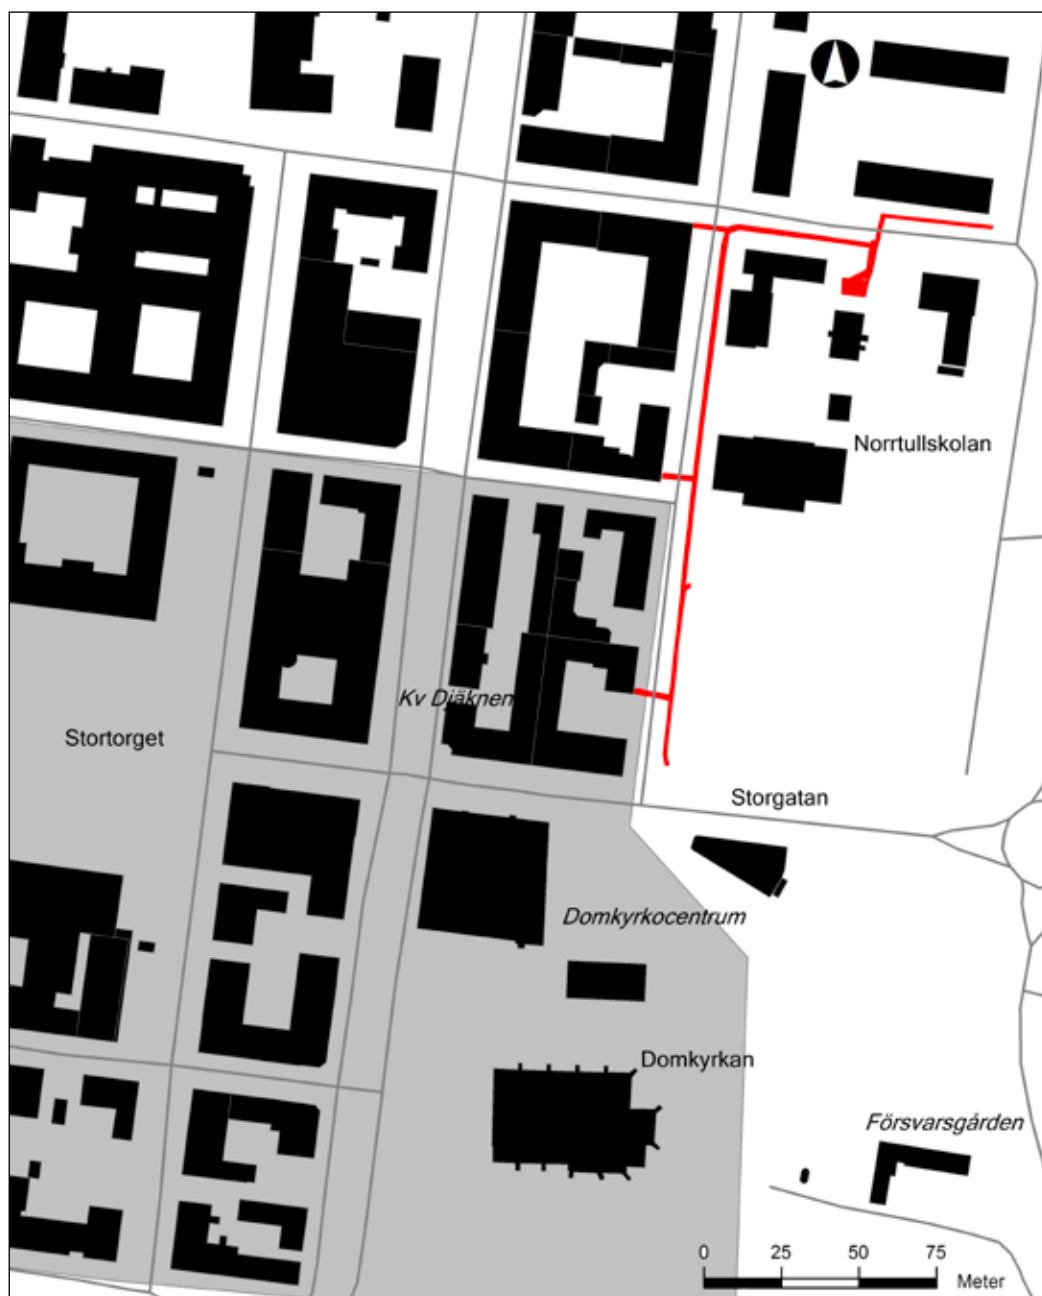 Norrtullskolan
Kv Djäknen
Stortorget
Storgatan
Domkyrkocentrum
Domkyrkan
Försvarsgården
0 25 50 75
Meter